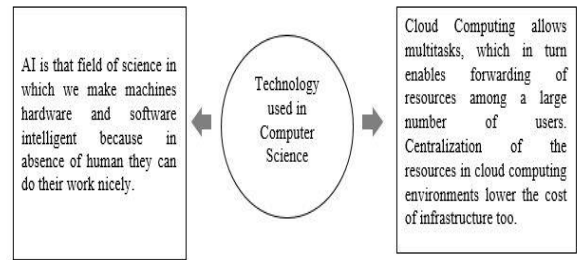 AI is that field of science in
which we make machines
hardware and software
intelligent because in
absence of human they can
do their work nicely.
Technology
used in
Computer
Science
Cloud Computing allows
multitasks, which in turn
enables forwarding of
resources among a large
number of users.
Centralization of the
resources in cloud computing
environments lower the cost
of infrastructure too.